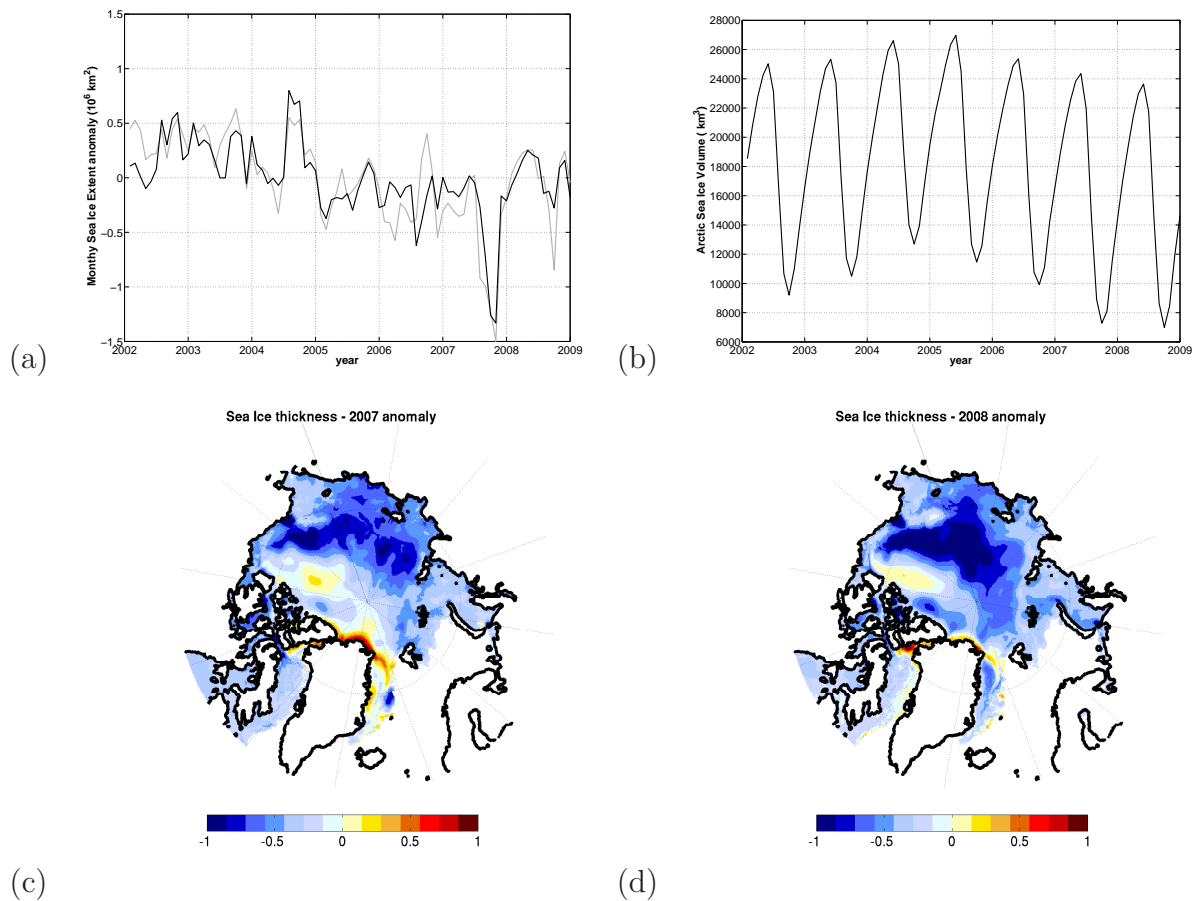 1.5
1
0.5
0
−0.5
−1
−1.5
Monthy Sea Ice Extent anomaly (10^6 km^2)
2002 2003 2004 2005 2006 2007 2008 2009
year
(a)
28000
26000
24000
22000
20000
18000
16000
14000
12000
10000
8000
6000
Arctic Sea Ice Volume ( km^3)
2002 2003 2004 2005 2006 2007 2008 2009
year
(b)
Sea Ice thickness - 2007 anomaly
-1 -0.5 0 0.5 1
(c)
Sea Ice thickness - 2008 anomaly
-1 -0.5 0 0.5 1
(d)